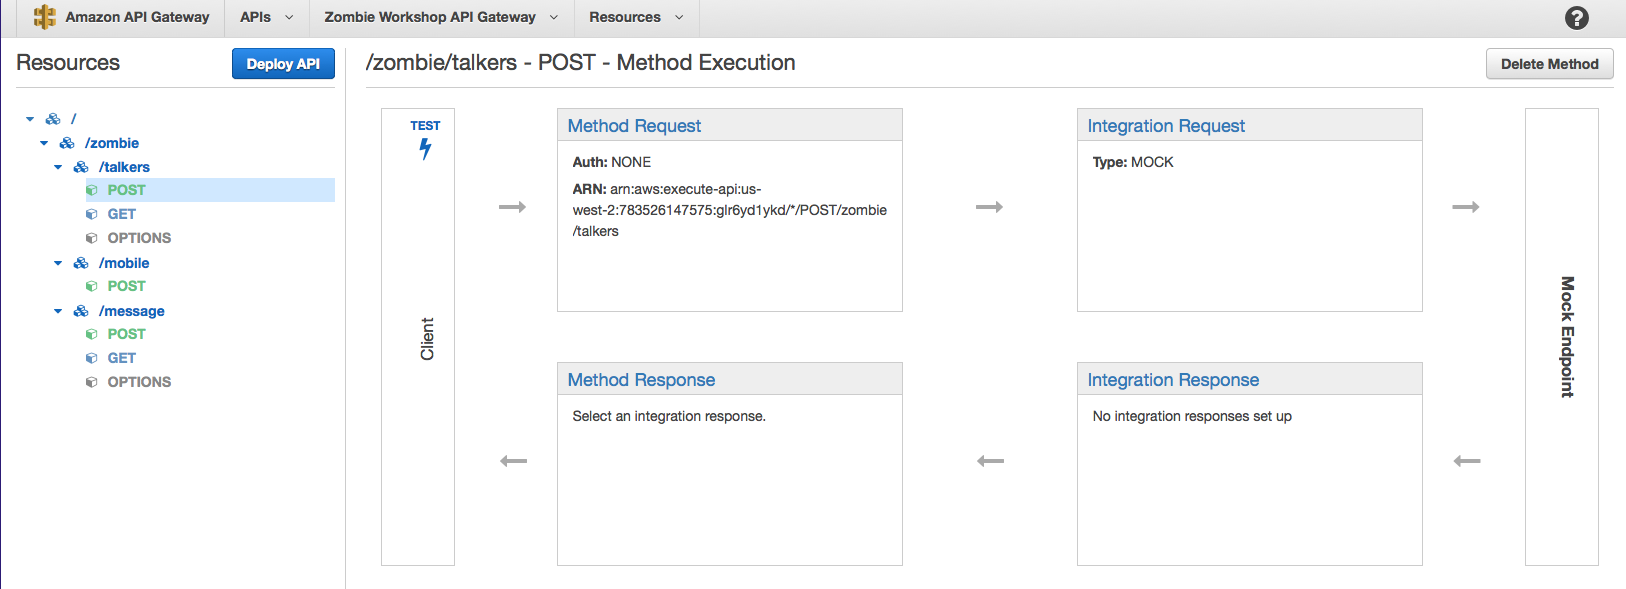 Amazon API Gateway
APIs
Zombie Workshop API Gateway
Resources
?
Resources
Deploy API
/zombie/talkers - POST - Method Execution
Delete Method
/
/zombie
/talkers
POST
GET
OPTIONS
/mobile
POST
/message
POST
GET
OPTIONS
TEST
Client
Method Request
Auth: NONE
ARN: arn:aws:execute-api:us-
west-2:783526147575:glr6yd1ykd/*/POST/zombie
/talkers
Integration Request
Type: MOCK
Mock Endpoint
Method Response
Select an integration response.
Integration Response
No integration responses set up